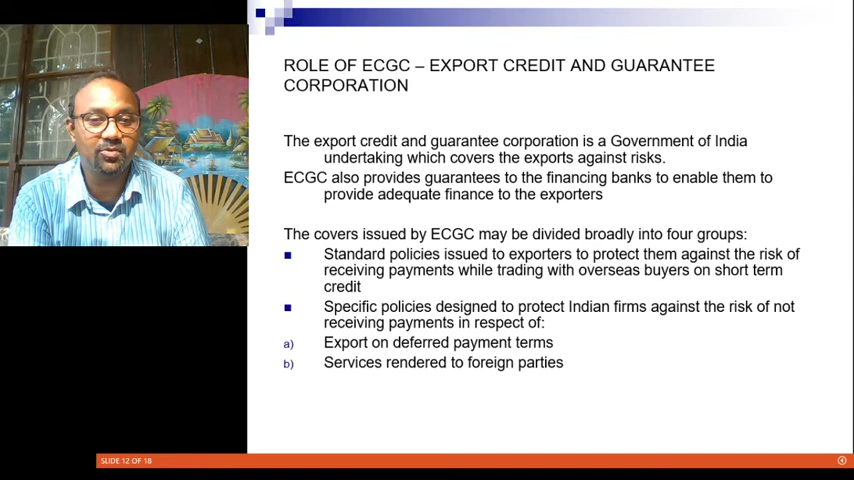 ROLE OF ECGC – EXPORT CREDIT AND GUARANTEE
CORPORATION
The export credit and guarantee corporation is a Government of India
undertaking which covers the exports against risks.
ECGC also provides guarantees to the financing banks to enable them to
provide adequate finance to the exporters
The covers issued by ECGC may be divided broadly into four groups:
Standard policies issued to exporters to protect them against the risk of
receiving payments while trading with overseas buyers on short term
credit
Specific policies designed to protect Indian firms against the risk of not
receiving payments in respect of:
a) Export on deferred payment terms
b) Services rendered to foreign parties
SLIDE 12 OF 18